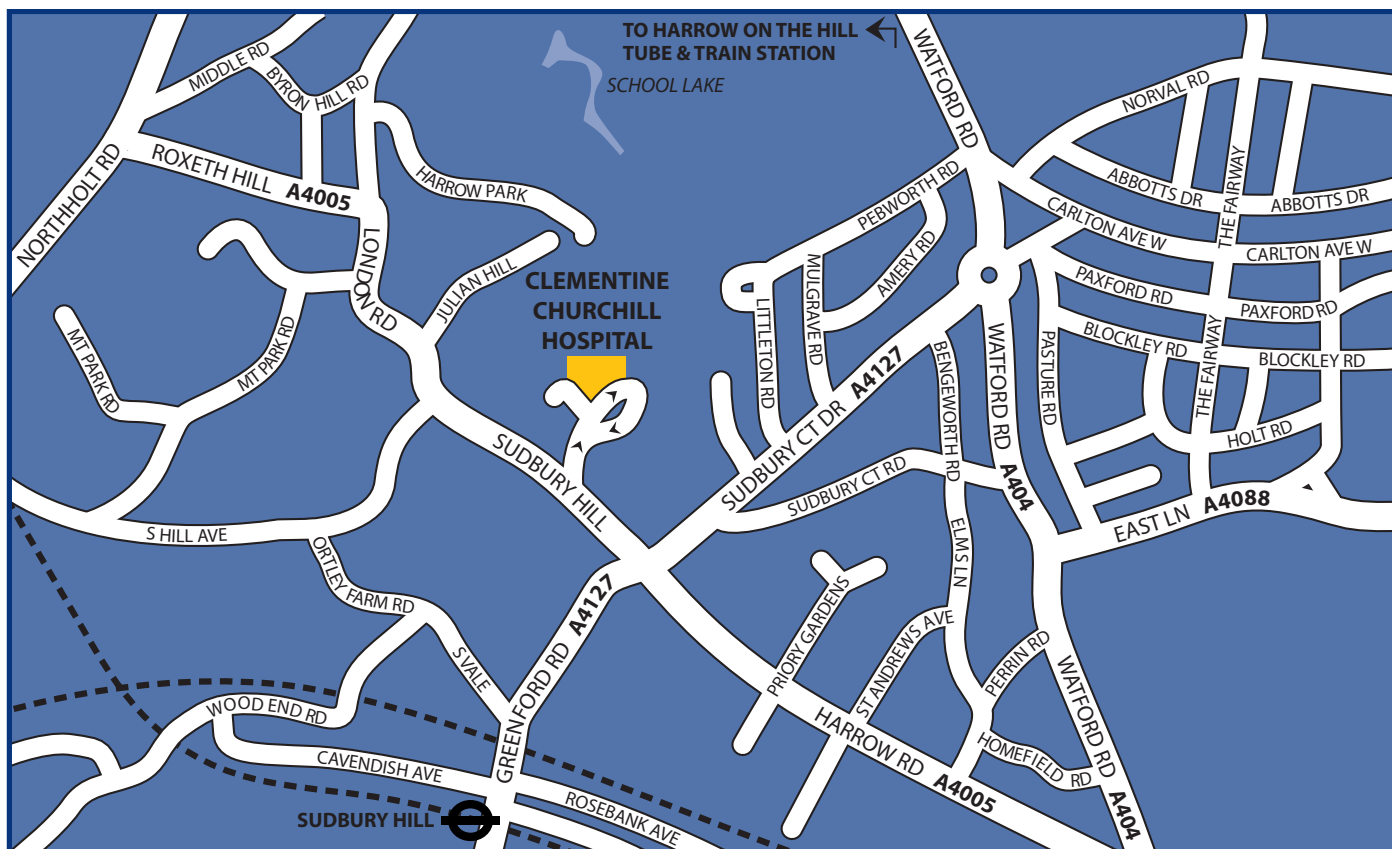 TO HARROW ON THE HILL
TUBE & TRAIN STATION
SCHOOL LAKE
WATFORD RD
MIDDLE RD
BYRON HILL RD
NORVAL RD
NORTHHOLT RD
ROXETH HILL A4005
HARROW PARK
PEBWORTH RD
ABBOTTS DR
ABBOTTS DR
THE FAIRWAY
CARLTON AVE W
CARLTON AVE W
LONDON RD
JULIAN HILL
CLEMENTINE
CHURCHILL
HOSPITAL
MULGRAVE RD
AMERY RD
LITTLETON RD
PAXFORD RD
PAXFORD RD
BLOCKLEY RD
BLOCKLEY RD
MT PARK RD
MT PARK RD
BENGEWORTH RD
WATFORD RD A404
PASTURE RD
THE FAIRWAY
HOLT RD
SUDBURY HILL
SUDBURY CT DR A4127
SUDBURY CT RD
EAST LN A4088
S HILL AVE
ORTLEY FARM RD
ELMS LN
GREENFORD RD A4127
PRIORY GARDENS
ST ANDREWS AVE
PERRIN RD
S VALE
WOOD END RD
HARROW RD A4005
HOMEFIELD RD
WATFORD RD A404
CAVENDISH AVE
ROSEBANK AVE
SUDBURY HILL